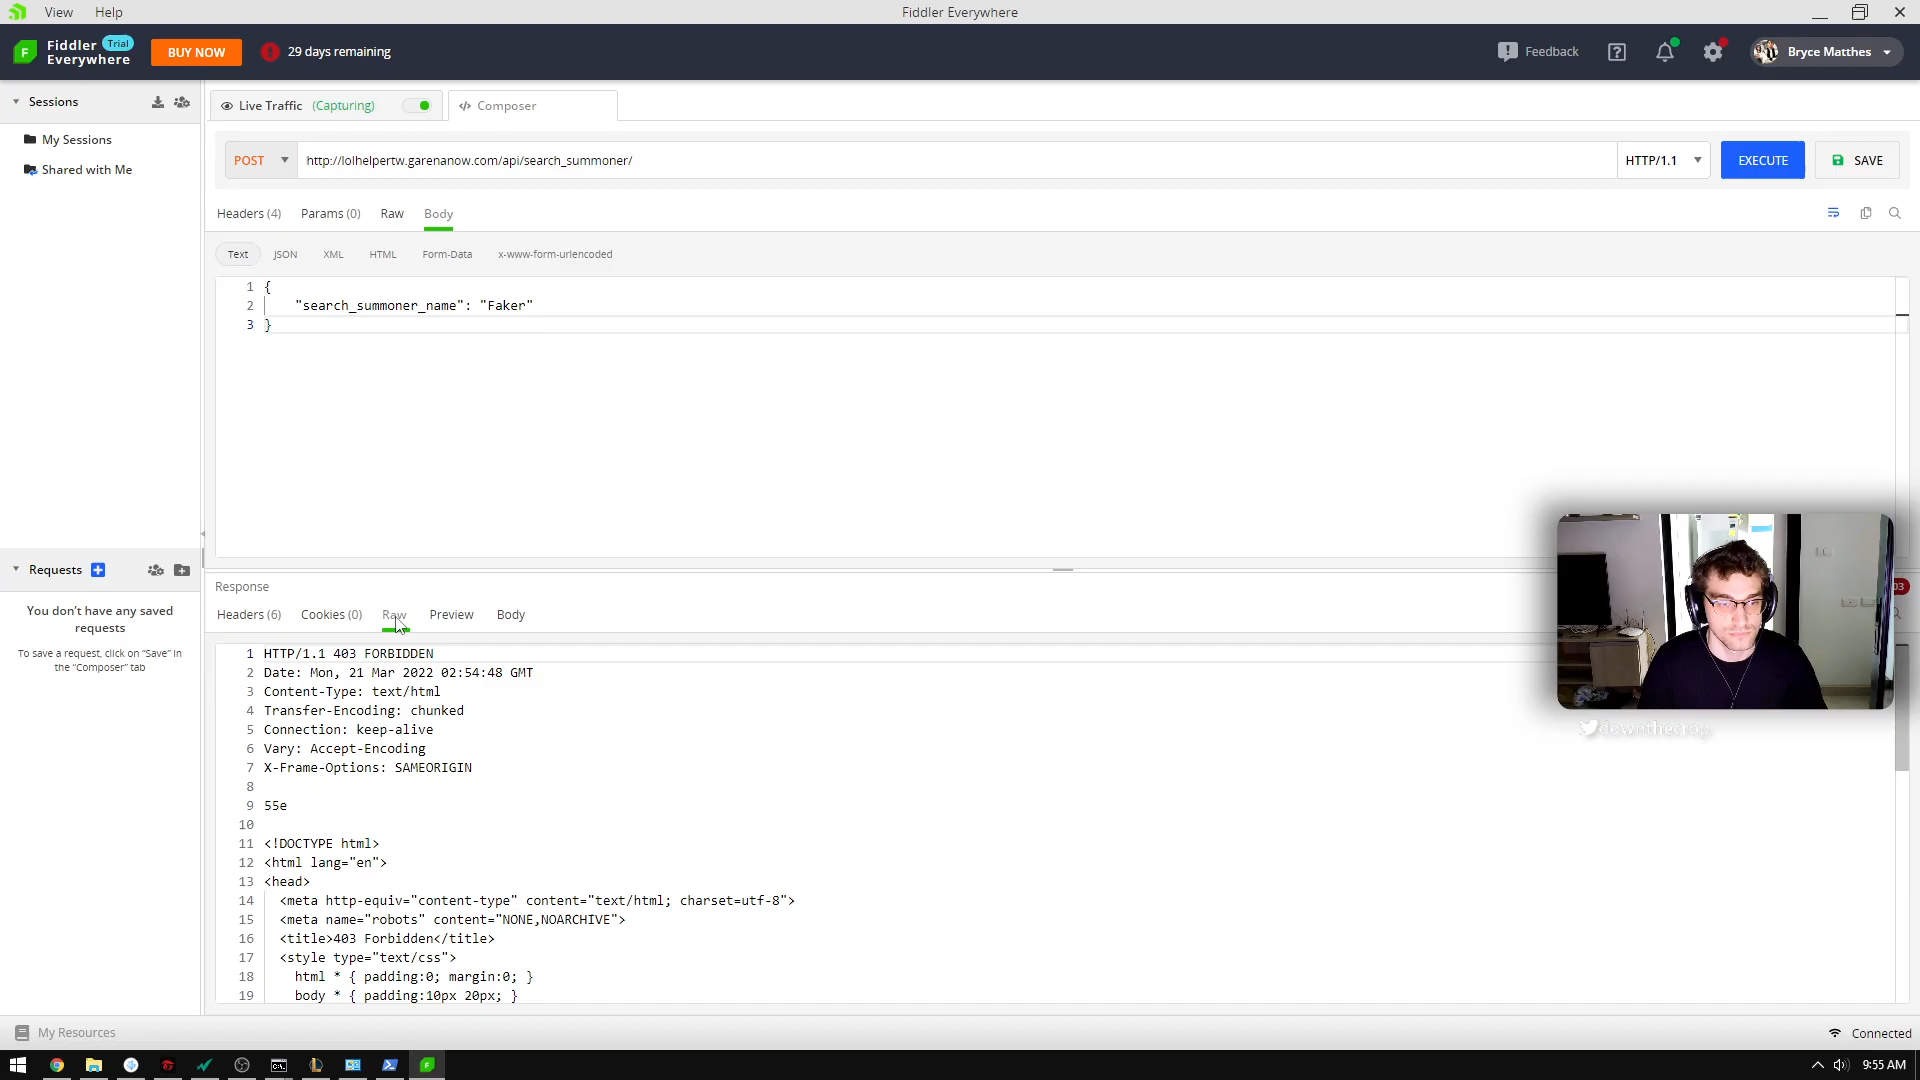 View Help Fiddler Everywhere
Fiddler Everywhere Trial BUY NOW 29 days remaining Feedback Bryce Matthes
Sessions
My Sessions
Shared with Me
Live Traffic (Capturing) Composer
POST http://lolhelpertw.garenanow.com/api/search_summoner/ HTTP/1.1 EXECUTE SAVE
Headers (4) Params (0) Raw Body
Text JSON XML HTML Form-Data x-www-form-urlencoded
1 {
2 "search_summoner_name": "Faker"
3 }
Requests
You don't have any saved
requests
To save a request, click on "Save" in
the "Composer" tab
Response
Headers (6) Cookies (0) Raw Preview Body
1 HTTP/1.1 403 FORBIDDEN
2 Date: Mon, 21 Mar 2022 02:54:48 GMT
3 Content-Type: text/html
4 Transfer-Encoding: chunked
5 Connection: keep-alive
6 Vary: Accept-Encoding
7 X-Frame-Options: SAMEORIGIN
8
9 55e
10
11 <!DOCTYPE html>
12 <html lang="en">
13 <head>
14 <meta http-equiv="content-type" content="text/html; charset=utf-8">
15 <meta name="robots" content="NONE,NOARCHIVE">
16 <title>403 Forbidden</title>
17 <style type="text/css">
18 html * { padding:0; margin:0; }
19 body * { padding:10px 20px; }
03
downthecrop
My Resources
Connected
9:55 AM